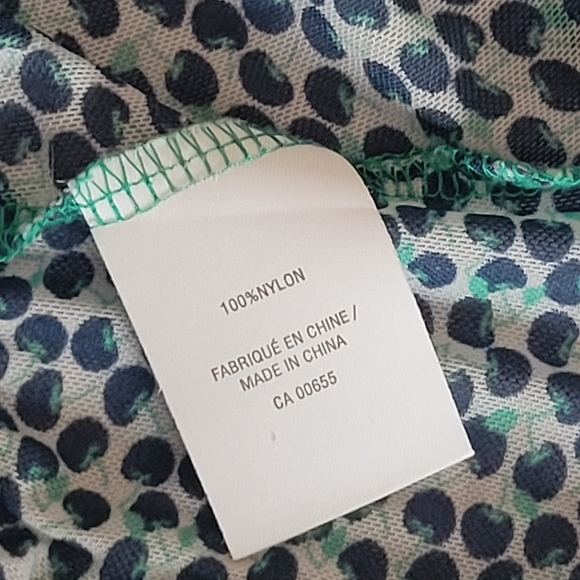 100%NYLON
FABRIQUÉ EN CHINE /
MADE IN CHINA
CA 00655